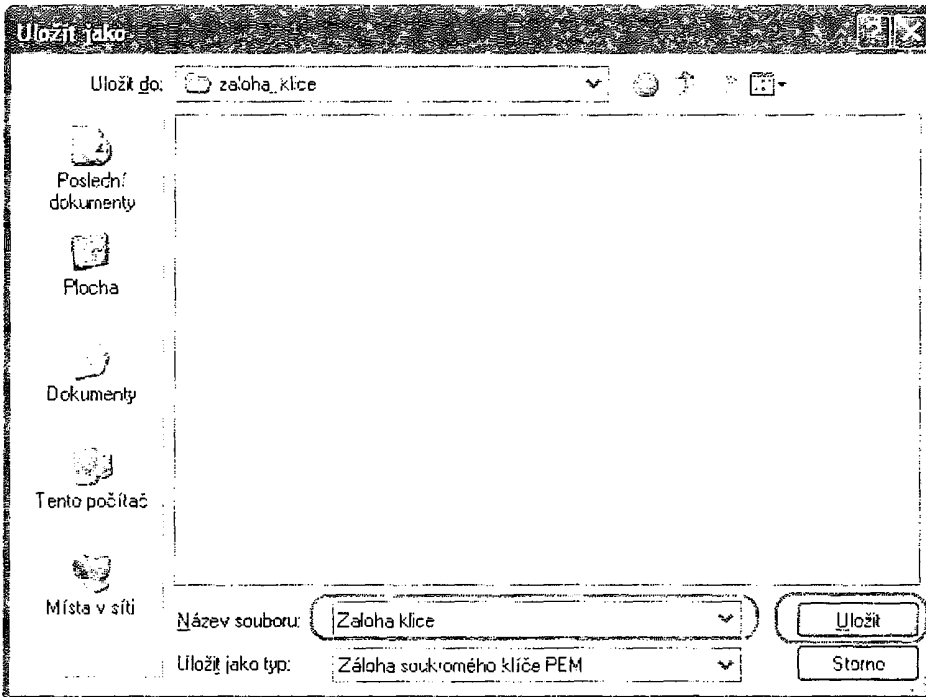 Uložit jako
Uložit do: zaloha_klice
Poslední
dokumenty
Plocha
Dokumenty
Tento počítač
Místa v síti
Název souboru: Zaloha klice Uložit
Uložit jako typ: Záloha soukromého klíče PEM Storno